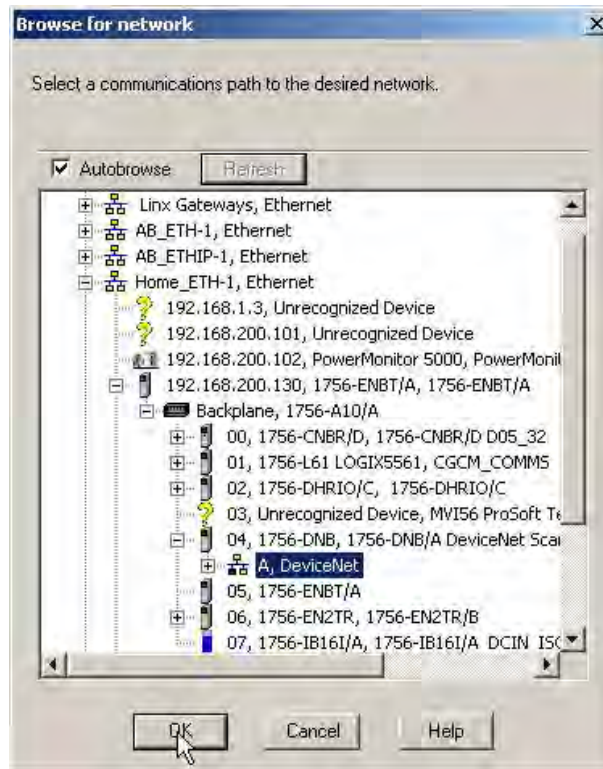 Browse for network
Select a communications path to the desired network.
Autobrowse Refresh
Linx Gateways, Ethernet
AB_ETH-1, Ethernet
AB_ETHIP-1, Ethernet
Home_ETH-1, Ethernet
192.168.1.3, Unrecognized Device
192.168.200.101, Unrecognized Device
192.168.200.102, PowerMonitor 5000, PowerMonit
192.168.200.130, 1756-ENBT/A, 1756-ENBT/A
Backplane, 1756-A10/A
00, 1756-CNBR/D, 1756-CNBR/D D05_32
01, 1756-L61 LOGIX5561, CGCM_COMMS
02, 1756-DHRIO/C, 1756-DHRIO/C
03, Unrecognized Device, MVI56 ProSoft Te
04, 1756-DNB, 1756-DNB/A DeviceNet Scan
A, DeviceNet
05, 1756-ENBT/A
06, 1756-EN2TR, 1756-EN2TR/B
07, 1756-IB16I/A, 1756-IB16I/A DCIN ISO
OK Cancel Help